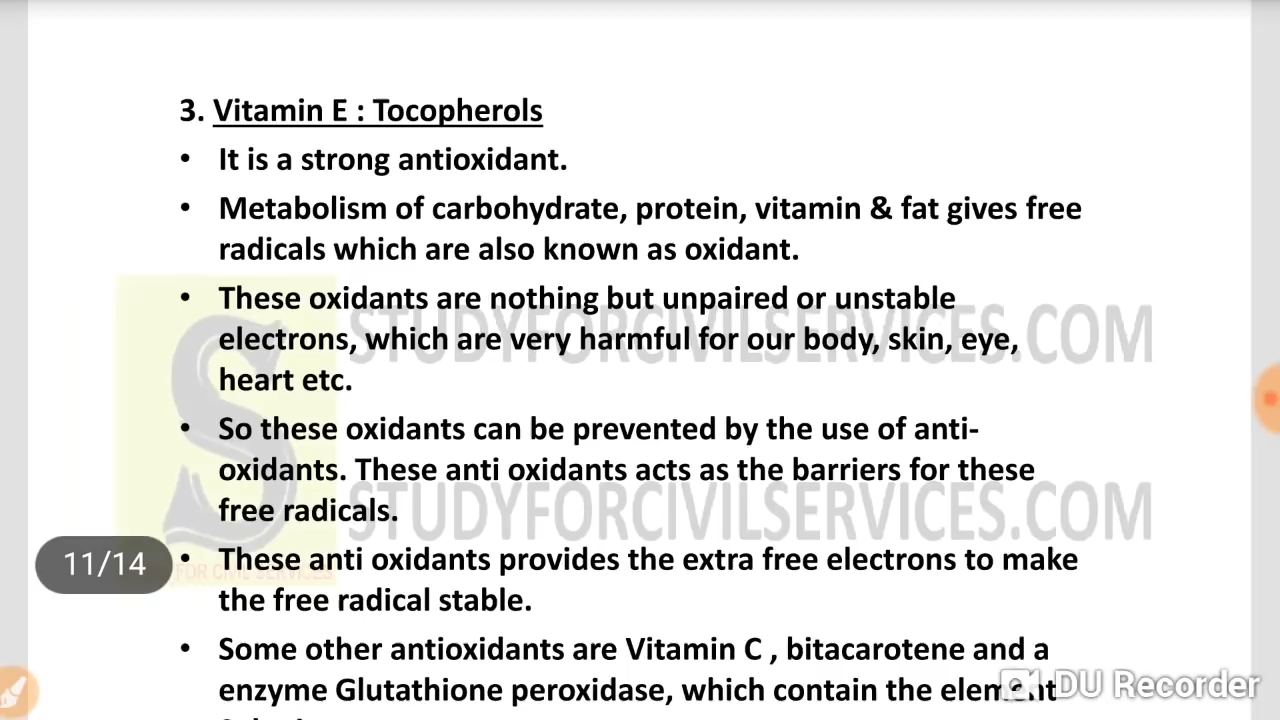 3. Vitamin E : Tocopherols
• It is a strong antioxidant.
• Metabolism of carbohydrate, protein, vitamin & fat gives free
radicals which are also known as oxidant.
• These oxidants are nothing but unpaired or unstable
electrons, which are very harmful for our body, skin, eye,
heart etc.
STUDYFORCIVILSERVICES.COM
• So these oxidants can be prevented by the use of anti-
oxidants. These anti oxidants acts as the barriers for these
free radicals.
STUDYFORCIVILSERVICES.COM
11/14
FOR CIVIL SERVICES
• These anti oxidants provides the extra free electrons to make
the free radical stable.
• Some other antioxidants are Vitamin C , bitacarotene and a
enzyme Glutathione peroxidase, which contain the element
DU Recorder